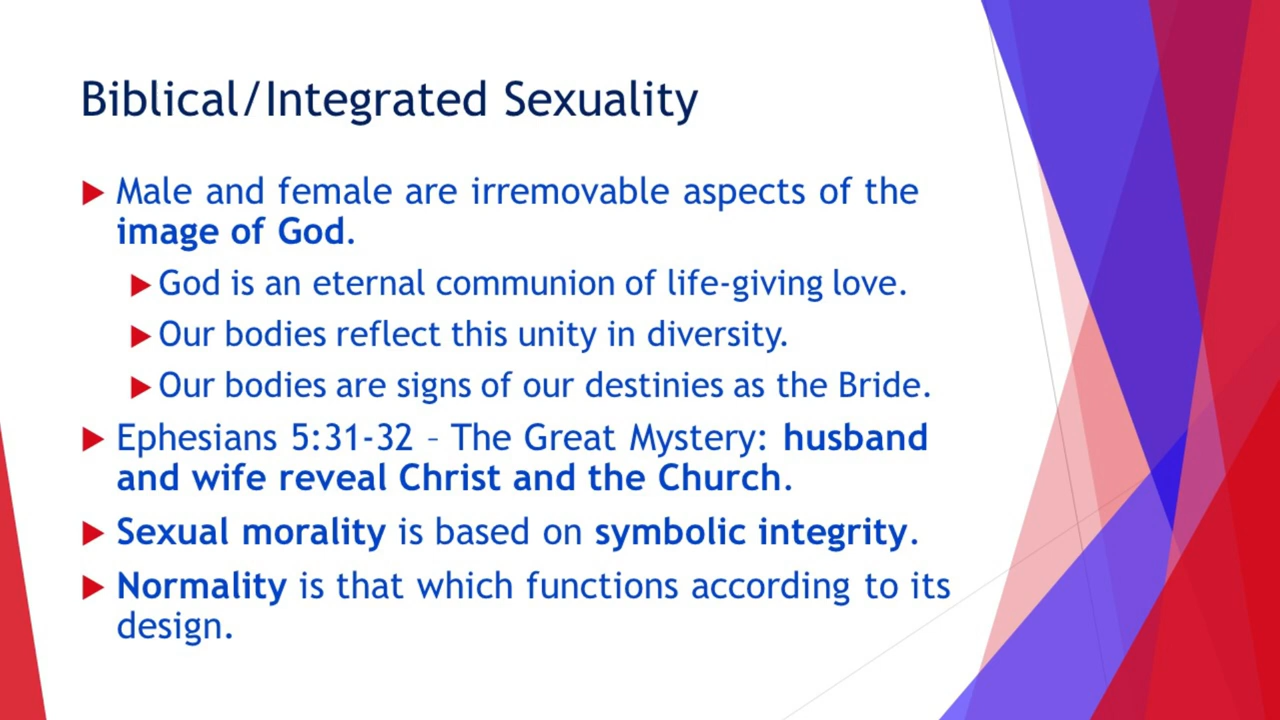 Biblical/Integrated Sexuality
Male and female are irremovable aspects of the
image of God.
God is an eternal communion of life-giving love.
Our bodies reflect this unity in diversity.
Our bodies are signs of our destinies as the Bride.
Ephesians 5:31-32 – The Great Mystery: husband
and wife reveal Christ and the Church.
Sexual morality is based on symbolic integrity.
Normality is that which functions according to its
design.